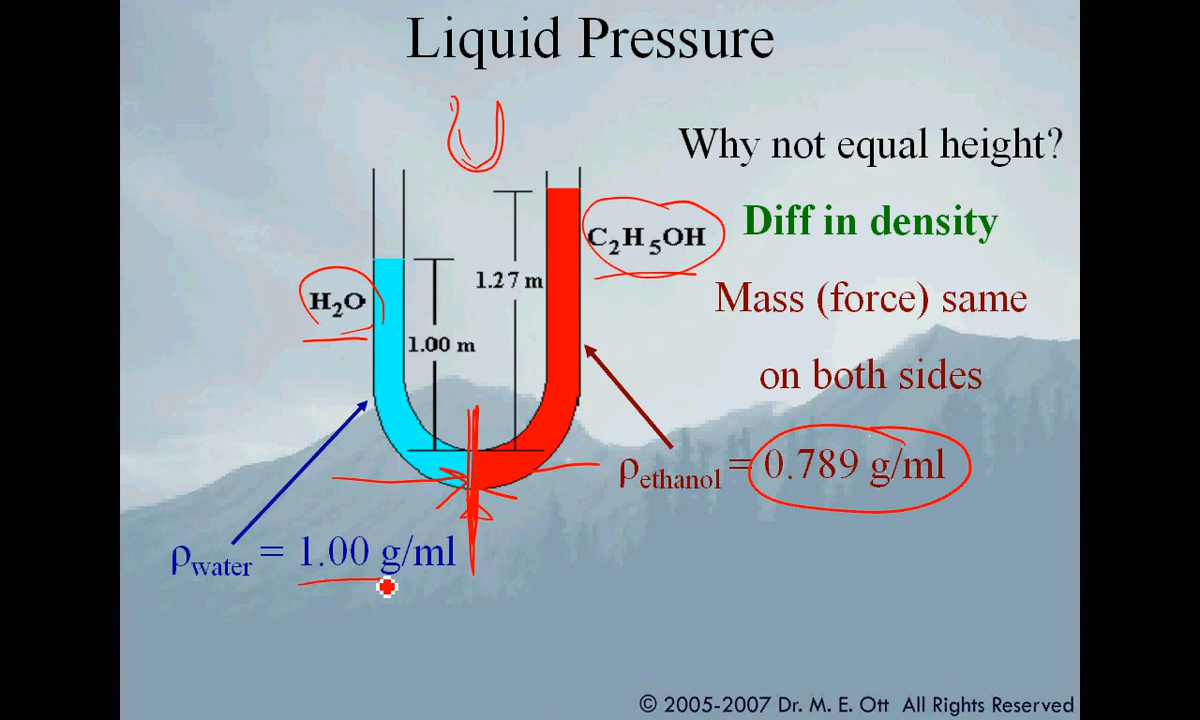 Liquid Pressure
Why not equal height?
Diff in density
C₂H₅OH
1.27 m
H₂O
Mass (force) same
1.00 m
on both sides
ρethanol = 0.789 g/ml
ρwater = 1.00 g/ml
© 2005-2007 Dr. M. E. Ott All Rights Reserved